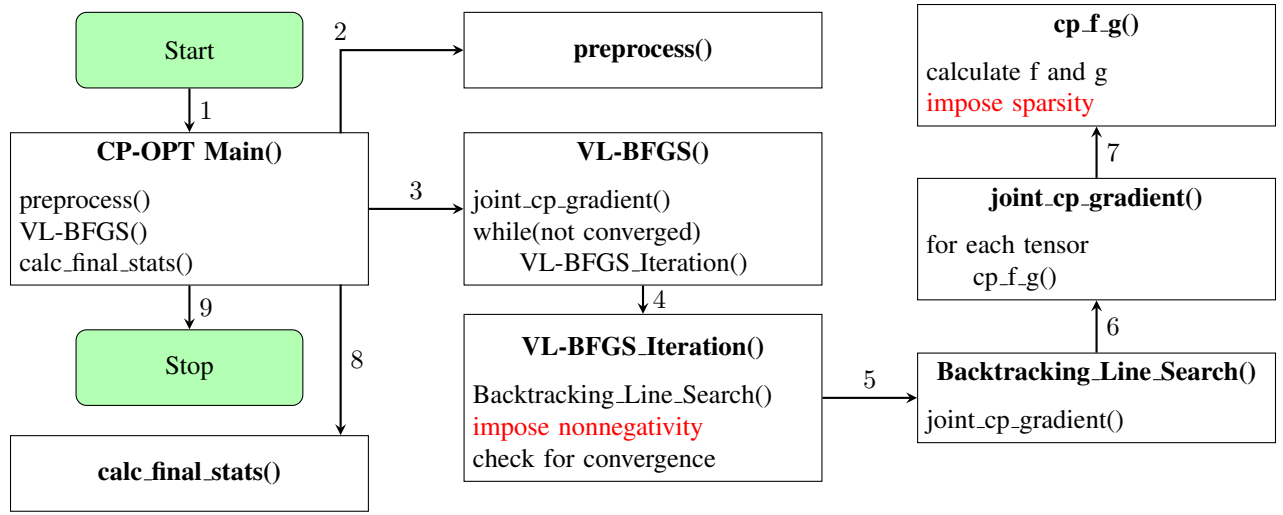 Start
1
CP-OPT Main()
preprocess()
VL-BFGS()
calc_final_stats()
2
preprocess()
3
VL-BFGS()
joint_cp_gradient()
while(not converged)
VL-BFGS_Iteration()
4
VL-BFGS_Iteration()
Backtracking_Line_Search()
impose nonnegativity
check for convergence
5
Backtracking_Line_Search()
joint_cp_gradient()
6
joint_cp_gradient()
for each tensor
cp_f_g()
7
cp_f_g()
calculate f and g
impose sparsity
8
calc_final_stats()
9
Stop